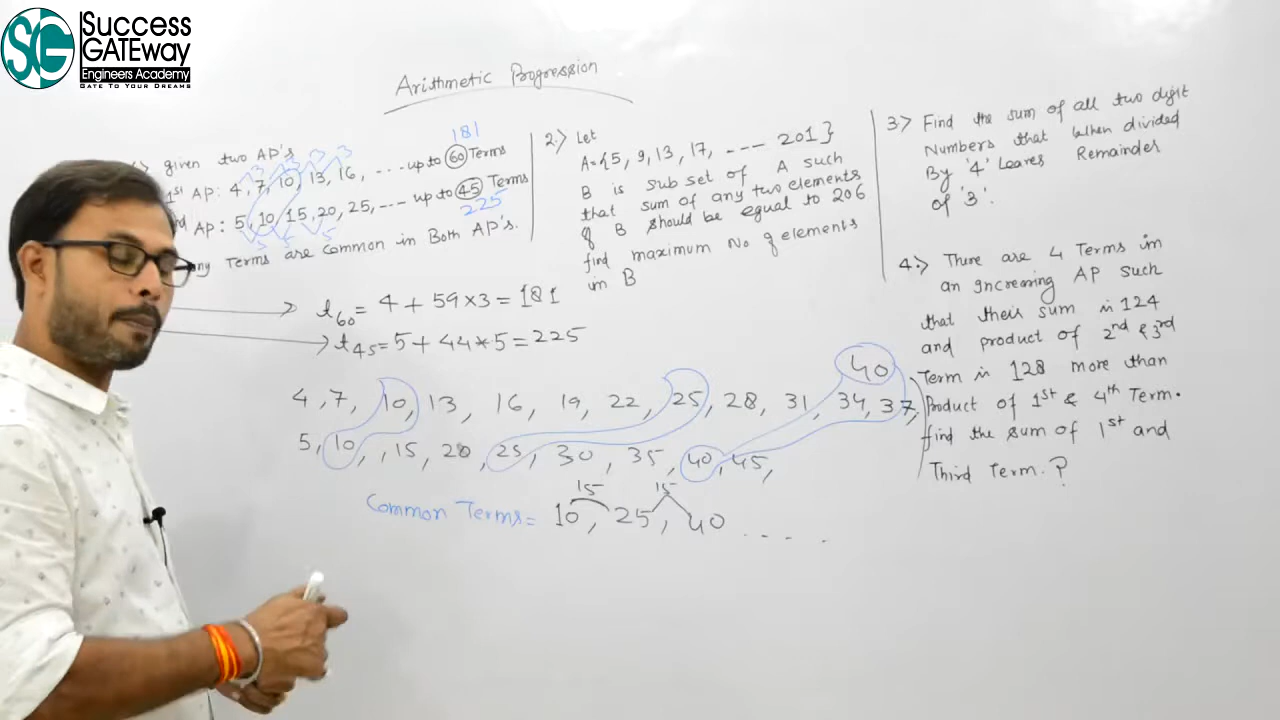 Success
GATEway
Engineers Academy
GATE TO YOUR DREAMS
SG
Arithmetic Progression
given two AP's
181
1st AP: 4, 7, 10, 13, 16, .... up to 60 Terms
3 3 3 3
AP: 5, 10, 15, 20, 25, --- up to 45 Terms
5 5 5
225
Terms are common in Both AP's.
t60 = 4 + 59 × 3 = 181
t45 = 5 + 44 * 5 = 225
2.) Let
A={5, 9, 13, 17, ---- 201}
B is sub set of A such
that sum of any two elements
of B should be equal to 206
find maximum No of elements
in B
3> Find the sum of all two digit
Numbers that when divided
By '4' leaves Remainder
of '3'.
4.> There are 4 Terms in
an Increasing AP such
that their sum is 124
and product of 2nd & 3rd
Term is 128 more than
Product of 1st & 4th Term.
find the sum of 1st and
Third Term. ?
40
4, 7, 10, 13, 16, 19, 22, 25, 28, 31, 34, 37,
5, 10, 15, 20, 25, 30, 35, 40, 45,
15 15
Common Terms = 10, 25, 40 ....